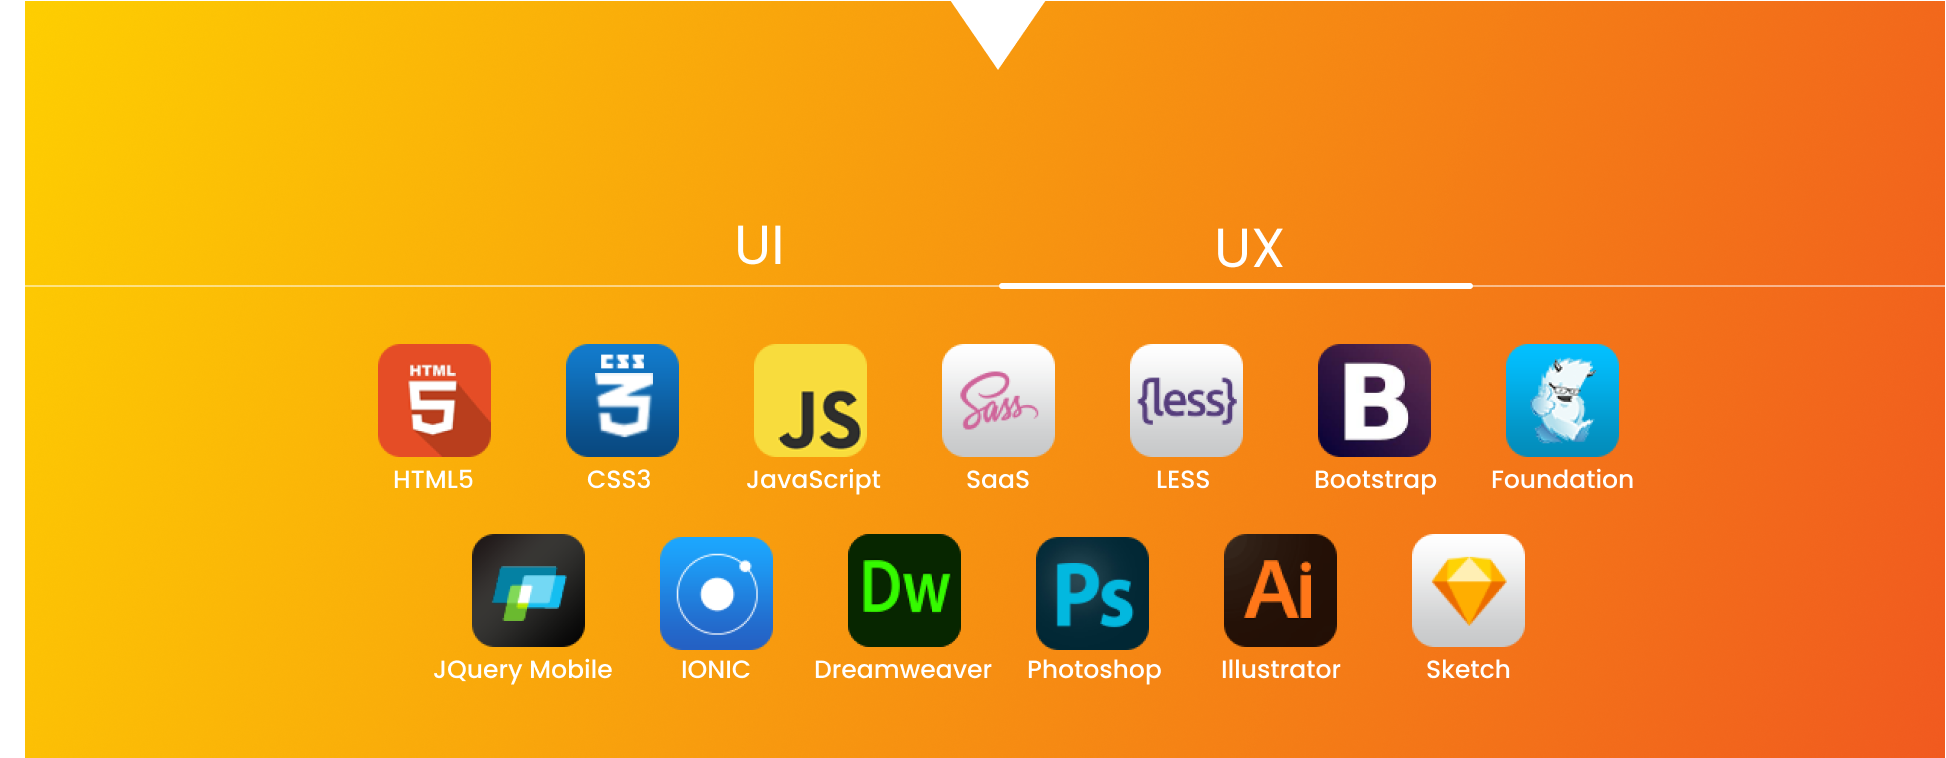 UI UX
HTML CSS
5 3 JS Sass {less} B
HTML5 CSS3 JavaScript SaaS LESS Bootstrap Foundation
Dw Ps Ai
JQuery Mobile IONIC Dreamweaver Photoshop Illustrator Sketch